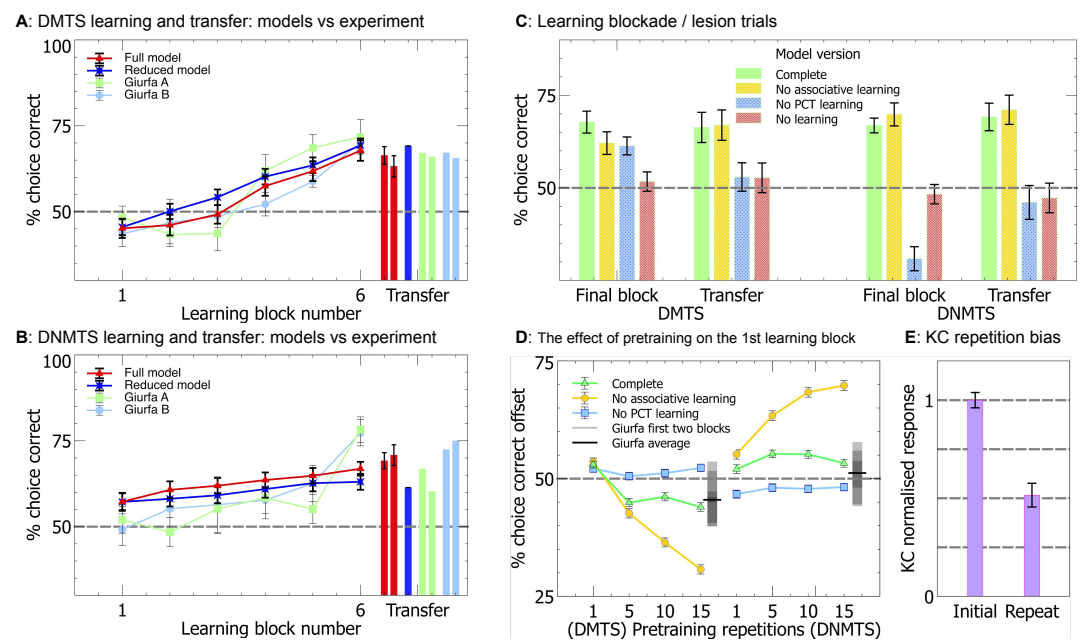 A: DMTS learning and transfer: models vs experiment
100
75
50
% choice correct
Full model
Reduced model
Giurfa A
Giurfa B
1
6
Transfer
Learning block number
B: DNMTS learning and transfer: models vs experiment
100
75
50
% choice correct
Full model
Reduced model
Giurfa A
Giurfa B
1
6
Transfer
Learning block number
C: Learning blockade / lesion trials
75
50
% choice correct
Model version
Complete
No associative learning
No PCT learning
No learning
Final block
Transfer
Final block
Transfer
DMTS
DNMTS
D: The effect of pretraining on the 1st learning block
75
50
25
% choice correct offset
Complete
No associative learning
No PCT learning
Giurfa first two blocks
Giurfa average
1 5 10 15 1 5 10 15
(DMTS) Pretraining repetitions (DNMTS)
E: KC repetition bias
1
0
KC normalised response
Initial Repeat